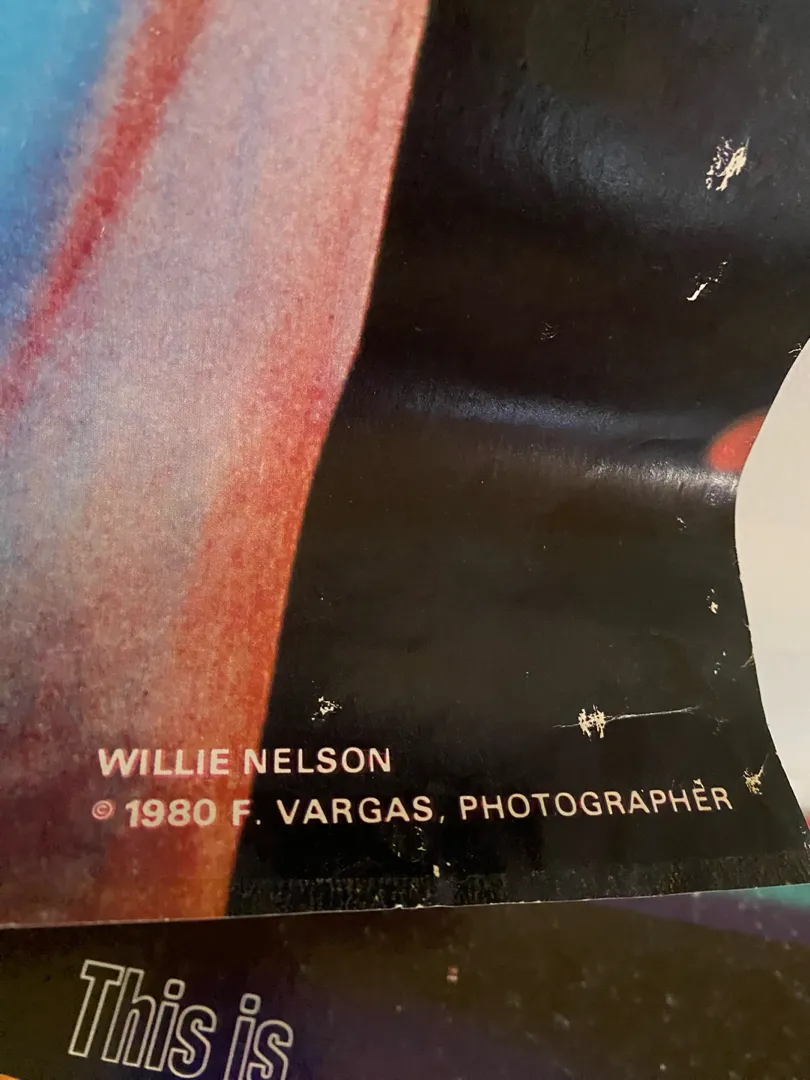 WILLIE NELSON
© 1980 F. VARGAS, PHOTOGRAPHER
This is